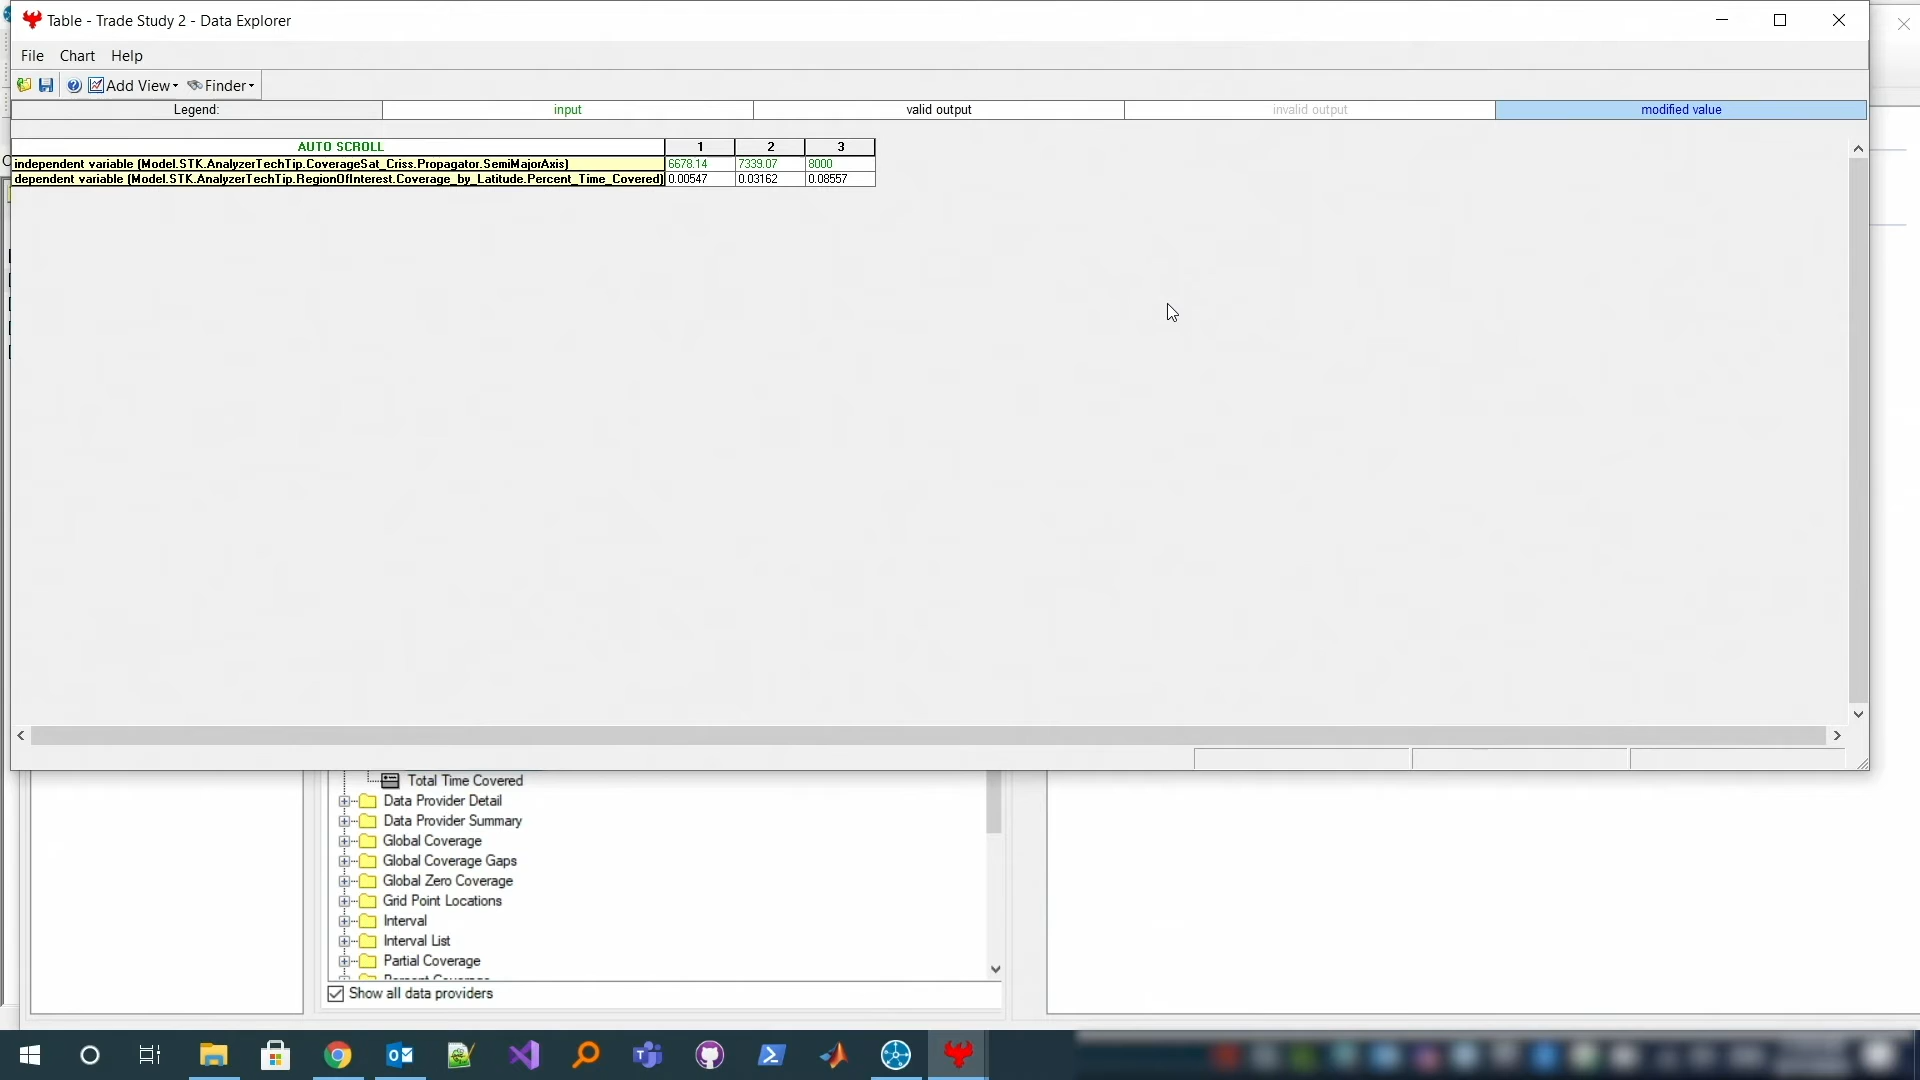 Table - Trade Study 2 - Data Explorer
File Chart Help
Add View Finder
Legend: input valid output invalid output modified value
AUTO SCROLL 1 2 3
independent variable (Model.STK.AnalyzerTechTip.CoverageSat_Criss.Propagator.SemiMajorAxis) 6678.14 7339.07 8000
dependent variable (Model.STK.AnalyzerTechTip.RegionOfInterest.Coverage_by_Latitude.Percent_Time_Covered) 0.00547 0.03162 0.08557
Total Time Covered
Data Provider Detail
Data Provider Summary
Global Coverage
Global Coverage Gaps
Global Zero Coverage
Grid Point Locations
Interval
Interval List
Partial Coverage
Show all data providers